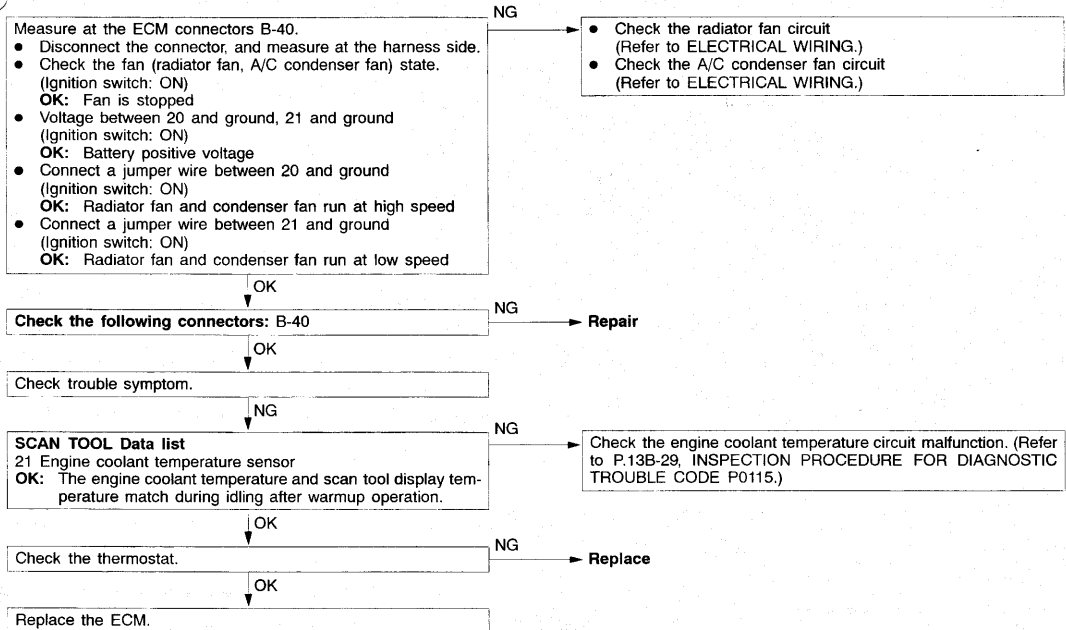 NG
Measure at the ECM connectors B-40.
● Disconnect the connector, and measure at the harness side.
● Check the fan (radiator fan, A/C condenser fan) state.
(Ignition switch: ON)
OK: Fan is stopped
● Voltage between 20 and ground, 21 and ground
(Ignition switch: ON)
OK: Battery positive voltage
● Connect a jumper wire between 20 and ground
(Ignition switch: ON)
OK: Radiator fan and condenser fan run at high speed
● Connect a jumper wire between 21 and ground
(Ignition switch: ON)
OK: Radiator fan and condenser fan run at low speed
● Check the radiator fan circuit
(Refer to ELECTRICAL WIRING.)
● Check the A/C condenser fan circuit
(Refer to ELECTRICAL WIRING.)
OK
NG
Check the following connectors: B-40
Repair
OK
Check trouble symptom.
NG
NG
SCAN TOOL Data list
21 Engine coolant temperature sensor
OK: The engine coolant temperature and scan tool display tem-
perature match during idling after warmup operation.
Check the engine coolant temperature circuit malfunction. (Refer
to P.13B-29, INSPECTION PROCEDURE FOR DIAGNOSTIC
TROUBLE CODE P0115.)
OK
NG
Check the thermostat.
Replace
OK
Replace the ECM.